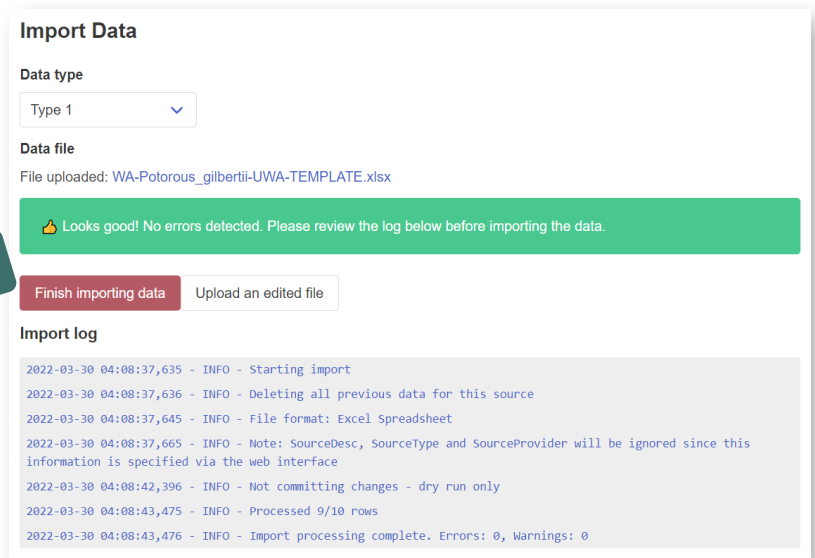 Import Data
Data type
Type 1
Data file
File uploaded: WA-Potorous_gilbertii-UWA-TEMPLATE.xlsx
👍 Looks good! No errors detected. Please review the log below before importing the data.
Finish importing data Upload an edited file
Import log
2022-03-30 04:08:37,635 - INFO - Starting import
2022-03-30 04:08:37,636 - INFO - Deleting all previous data for this source
2022-03-30 04:08:37,645 - INFO - File format: Excel Spreadsheet
2022-03-30 04:08:37,665 - INFO - Note: SourceDesc, SourceType and SourceProvider will be ignored since this
information is specified via the web interface
2022-03-30 04:08:42,396 - INFO - Not committing changes - dry run only
2022-03-30 04:08:43,475 - INFO - Processed 9/10 rows
2022-03-30 04:08:43,476 - INFO - Import processing complete. Errors: 0, Warnings: 0